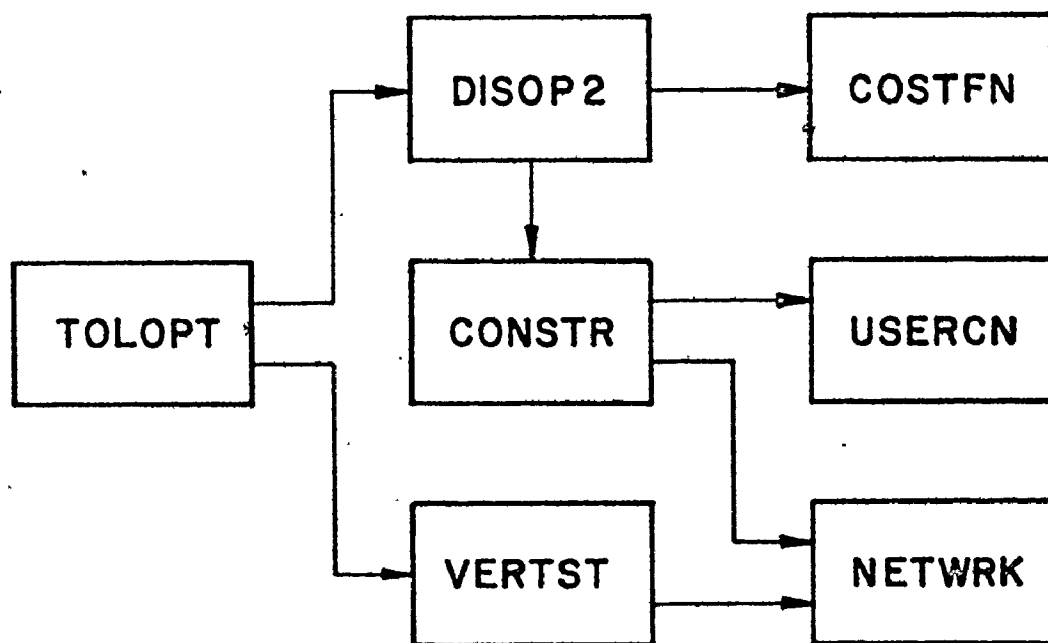 DISOP2
COSTFN
TOLOPT
CONSTR
USERCN
VERTST
NETWRK